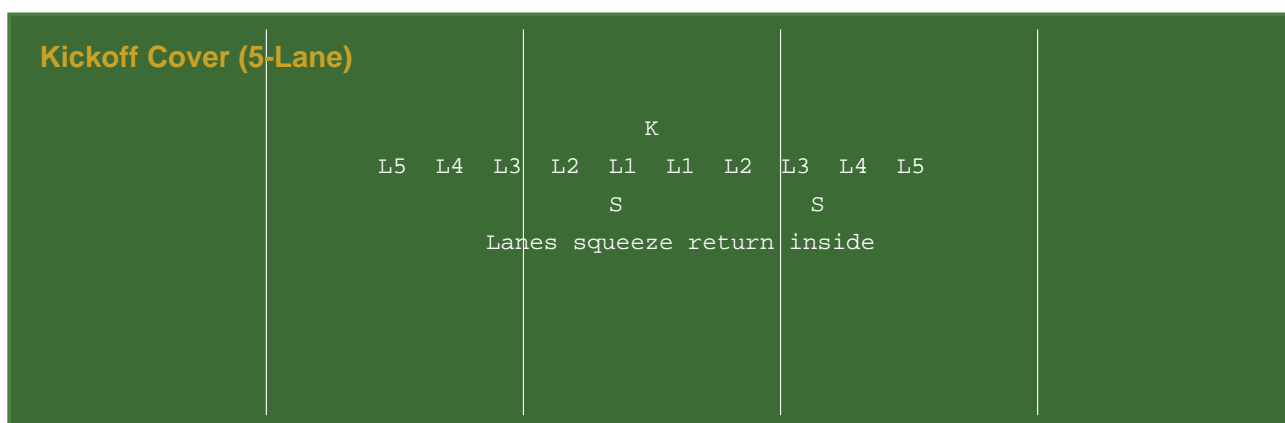 Kickoff Cover (5-Lane)
K
L5 L4 L3 L2 L1 L1 L2 L3 L4 L5
S S
Lanes squeeze return inside